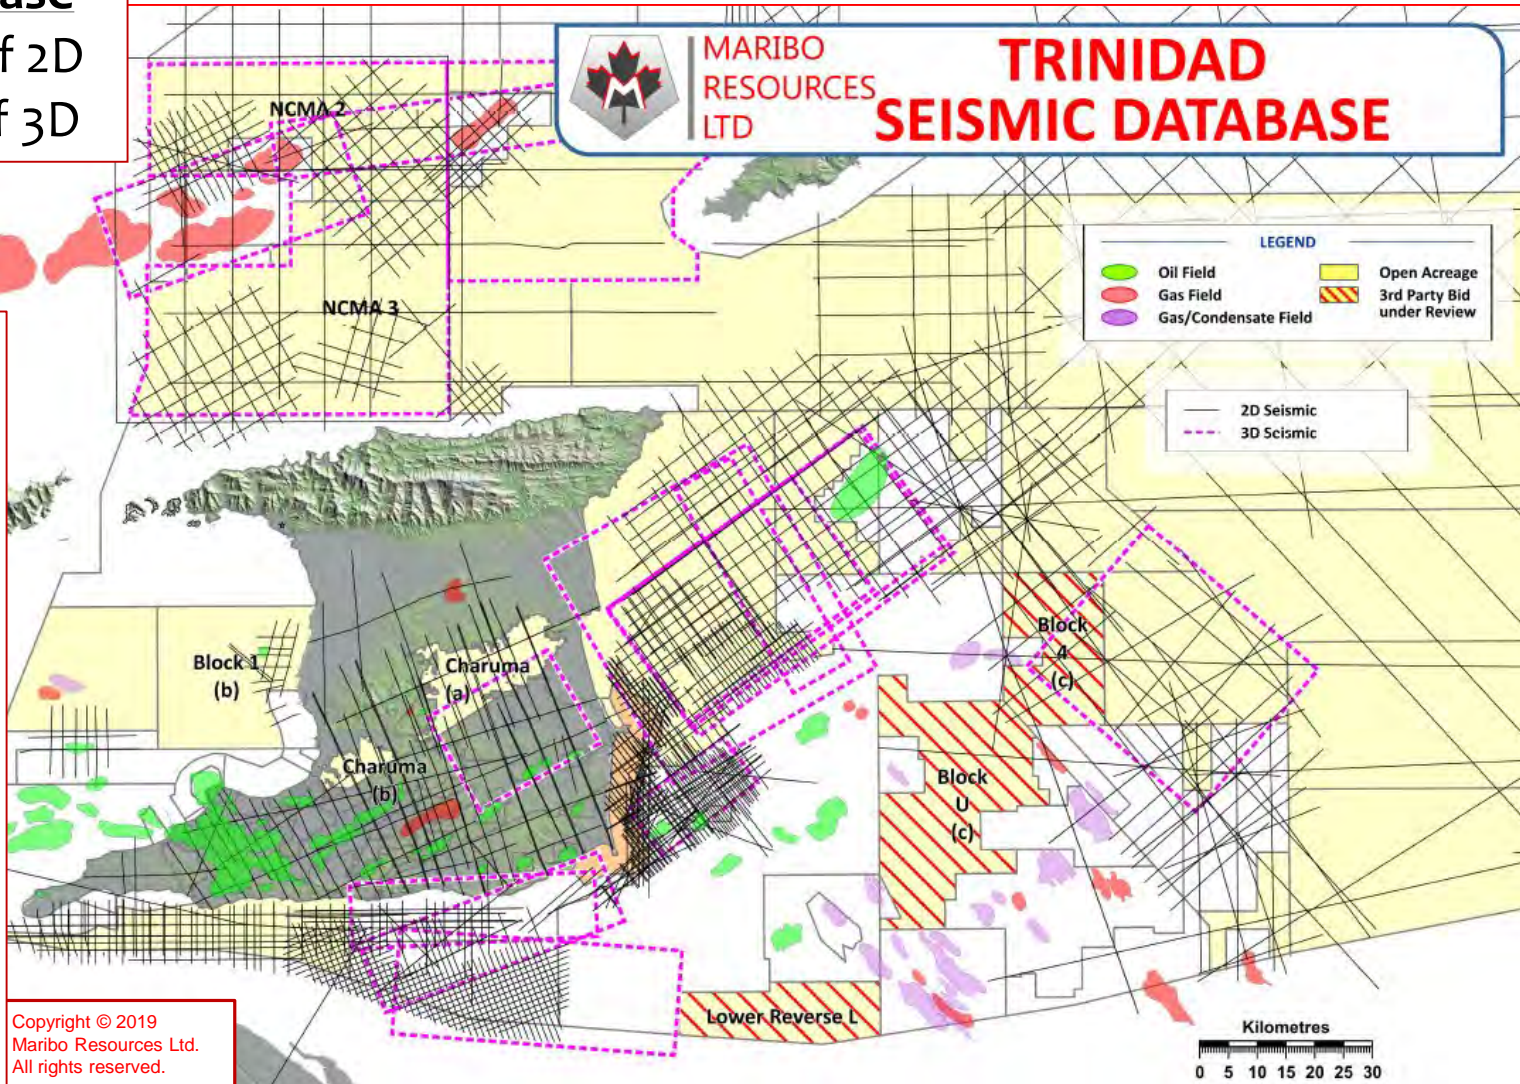 f 2D
f 3D
MARIBO
RESOURCES
LTD
TRINIDAD
SEISMIC DATABASE
NCMA 2
NCMA 3
LEGEND
Oil Field
Gas Field
Gas/Condensate Field
Open Acreage
3rd Party Bid
under Review
2D Seismic
3D Seismic
Block 1
(b)
Charuma
(a)
Charuma
(b)
Block
4
(c)
Block
U
(c)
Lower Reverse L
Copyright © 2019
Maribo Resources Ltd.
All rights reserved.
Kilometres
0 5 10 15 20 25 30